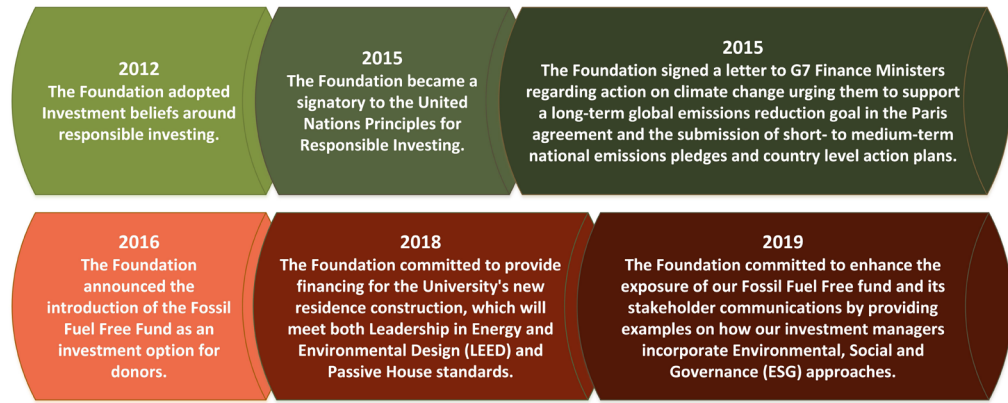 2012
The Foundation adopted
Investment beliefs around
responsible investing.
2015
The Foundation became a
signatory to the United
Nations Principles for
Responsible Investing.
2015
The Foundation signed a letter to G7 Finance Ministers
regarding action on climate change urging them to support
a long-term global emissions reduction goal in the Paris
agreement and the submission of short- to medium-term
national emissions pledges and country level action plans.
2016
The Foundation
announced the
introduction of the Fossil
Fuel Free Fund as an
investment option for
donors.
2018
The Foundation committed to provide
financing for the University's new
residence construction, which will
meet both Leadership in Energy and
Environmental Design (LEED) and
Passive House standards.
2019
The Foundation committed to enhance the
exposure of our Fossil Fuel Free fund and its
stakeholder communications by providing
examples on how our investment managers
incorporate Environmental, Social and
Governance (ESG) approaches.